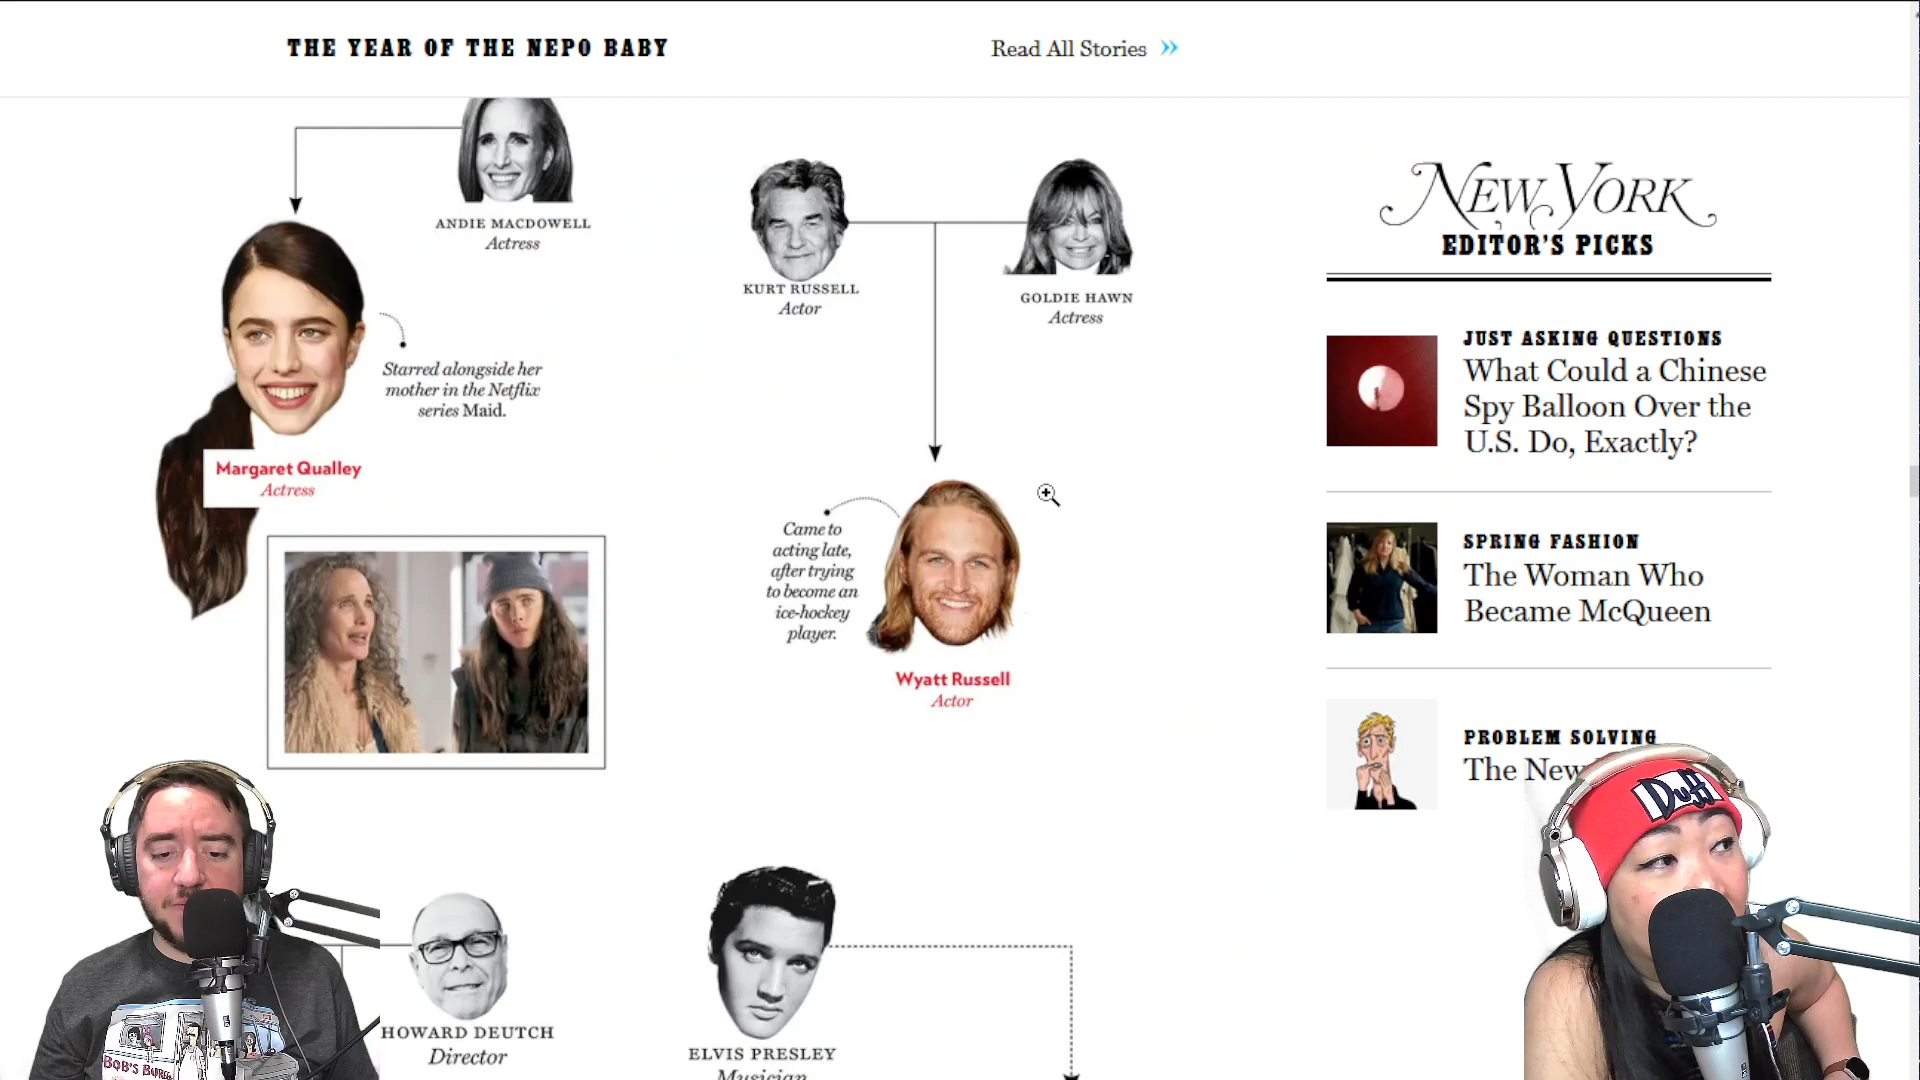 THE YEAR OF THE NEPO BABY
Read All Stories »
ANDIE MACDOWELL
Actress
KURT RUSSELL
Actor
GOLDIE HAWN
Actress
Starred alongside her
mother in the Netflix
series Maid.
Margaret Qualley
Actress
Came to
acting late,
after trying
to become an
ice-hockey
player.
Wyatt Russell
Actor
HOWARD DEUTCH
Director
ELVIS PRESLEY
Musician
NEW YORK
EDITOR'S PICKS
JUST ASKING QUESTIONS
What Could a Chinese
Spy Balloon Over the
U.S. Do, Exactly?
SPRING FASHION
The Woman Who
Became McQueen
PROBLEM SOLVING
The New
Duff
BOB'S BURG